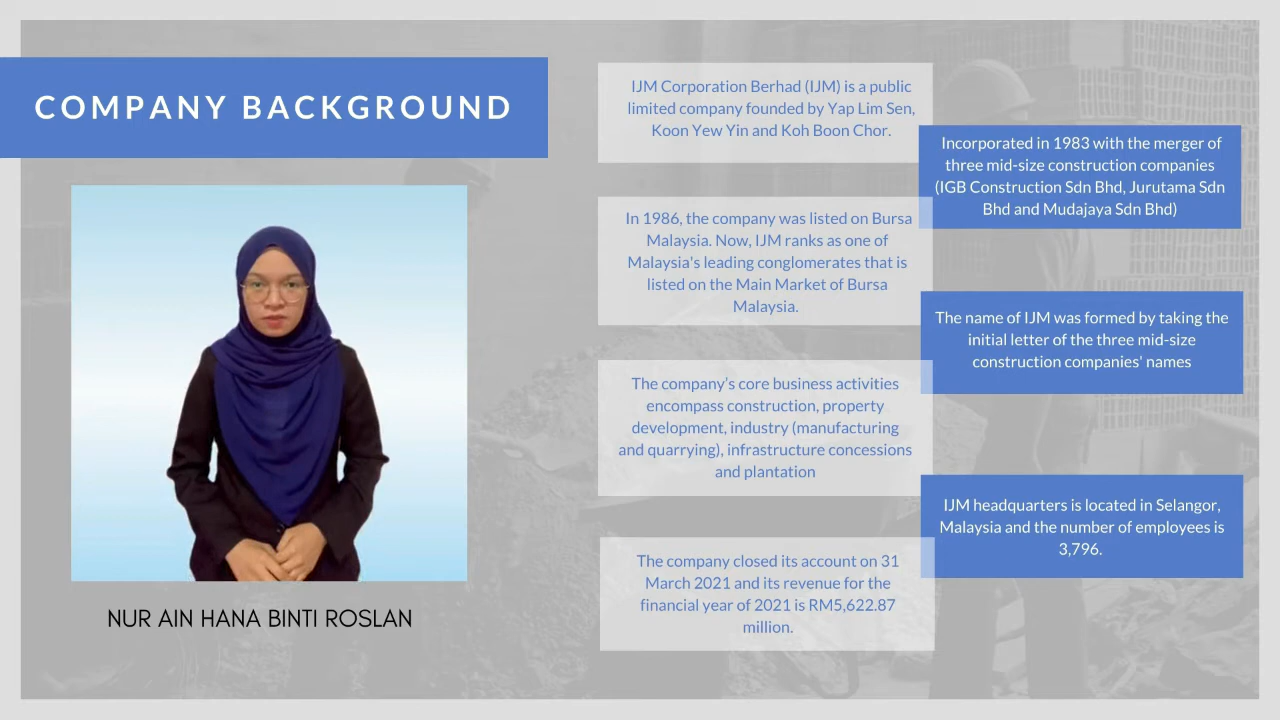 COMPANY BACKGROUND
NUR AIN HANA BINTI ROSLAN
IJM Corporation Berhad (IJM) is a public
limited company founded by Yap Lim Sen,
Koon Yew Yin and Koh Boon Chor.
Incorporated in 1983 with the merger of
three mid-size construction companies
(IGB Construction Sdn Bhd, Jurutama Sdn
Bhd and Mudajaya Sdn Bhd)
In 1986, the company was listed on Bursa
Malaysia. Now, IJM ranks as one of
Malaysia's leading conglomerates that is
listed on the Main Market of Bursa
Malaysia.
The name of IJM was formed by taking the
initial letter of the three mid-size
construction companies' names
The company’s core business activities
encompass construction, property
development, industry (manufacturing
and quarrying), infrastructure concessions
and plantation
IJM headquarters is located in Selangor,
Malaysia and the number of employees is
3,796.
The company closed its account on 31
March 2021 and its revenue for the
financial year of 2021 is RM5,622.87
million.